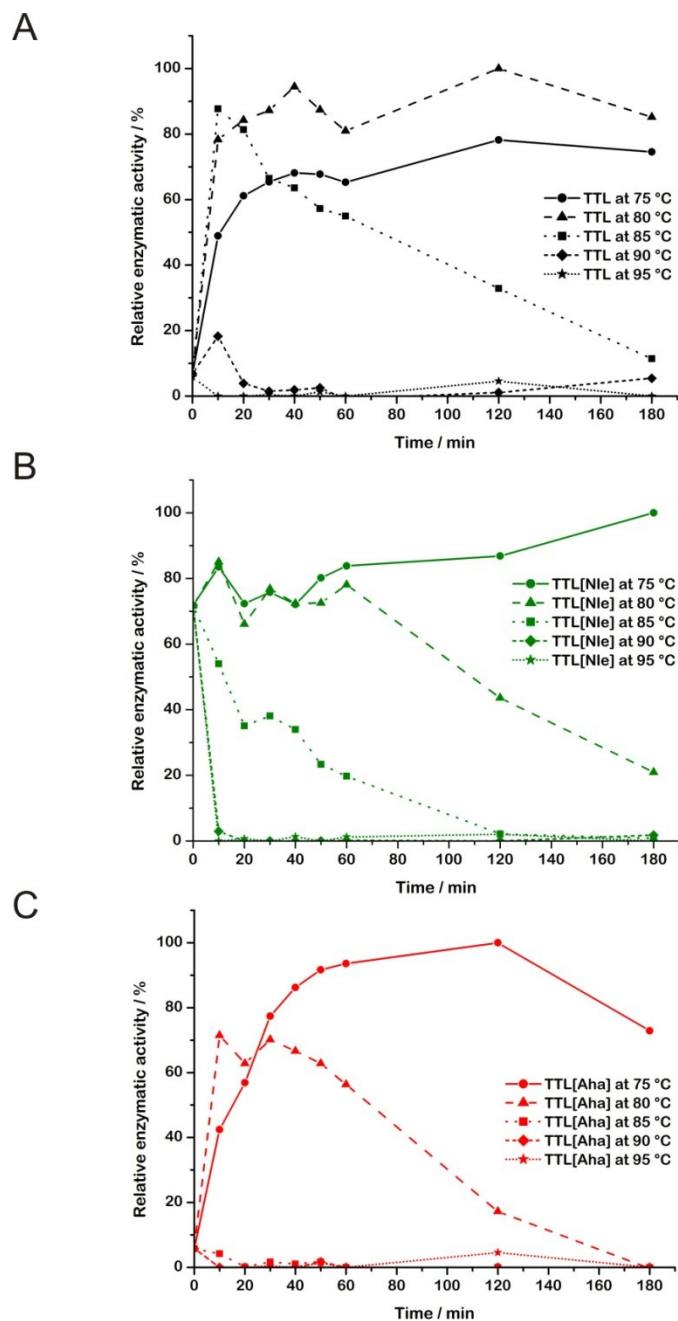 A
Relative enzymatic activity / %
100
80
60
40
20
0
TTL at 75 °C
TTL at 80 °C
TTL at 85 °C
TTL at 90 °C
TTL at 95 °C
0 20 40 60 80 100 120 140 160 180
Time / min
B
Relative enzymatic activity / %
100
80
60
40
20
0
TTL[Nle] at 75 °C
TTL[Nle] at 80 °C
TTL[Nle] at 85 °C
TTL[Nle] at 90 °C
TTL[Nle] at 95 °C
0 20 40 60 80 100 120 140 160 180
Time / min
C
Relative enzymatic activity / %
100
80
60
40
20
0
TTL[Aha] at 75 °C
TTL[Aha] at 80 °C
TTL[Aha] at 85 °C
TTL[Aha] at 90 °C
TTL[Aha] at 95 °C
0 20 40 60 80 100 120 140 160 180
Time / min